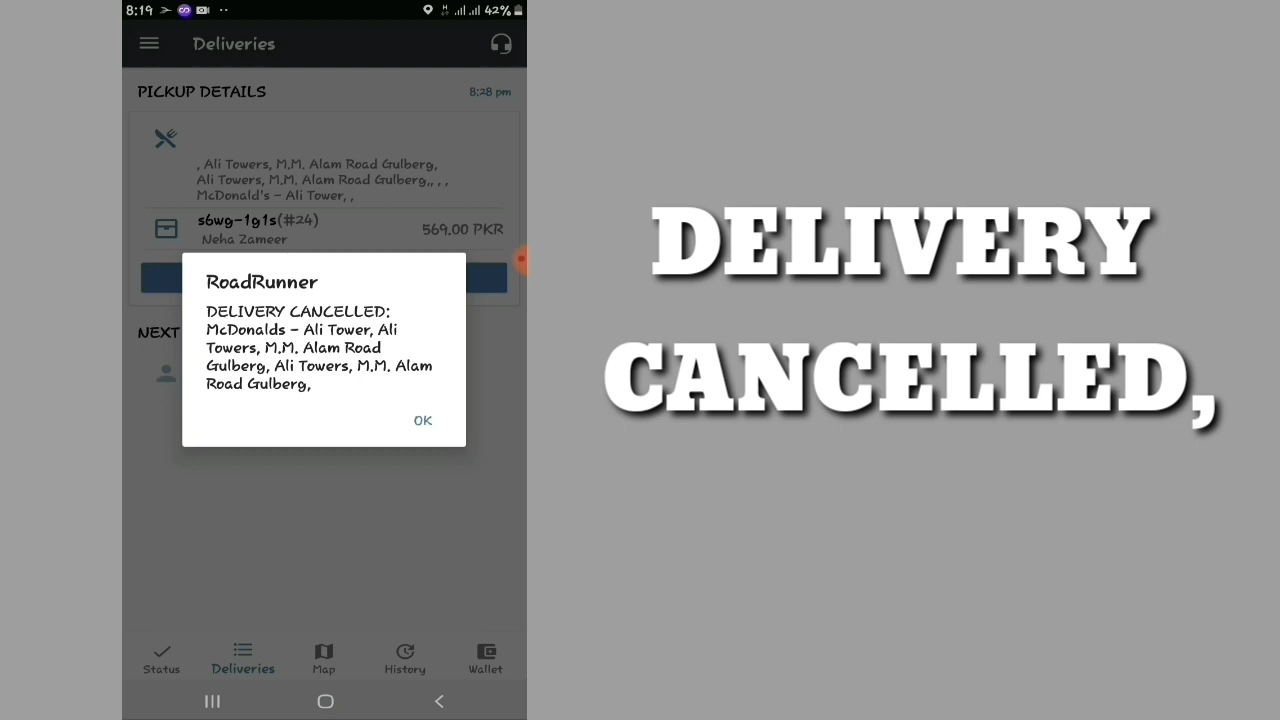 8:19
42%
Deliveries
PICKUP DETAILS
8:28 pm
, Ali Towers, M.M. Alam Road Gulberg,
Ali Towers, M.M. Alam Road Gulberg,, , ,
McDonald's - Ali Tower, ,
s6wg-1g1s(#24)
569.00 PKR
Neha Zameer
RoadRunner
DELIVERY CANCELLED:
McDonalds - Ali Tower, Ali
Towers, M.M. Alam Road
Gulberg, Ali Towers, M.M. Alam
Road Gulberg,
OK
NEXT
Status
Deliveries
Map
History
Wallet
DELIVERY
CANCELLED,